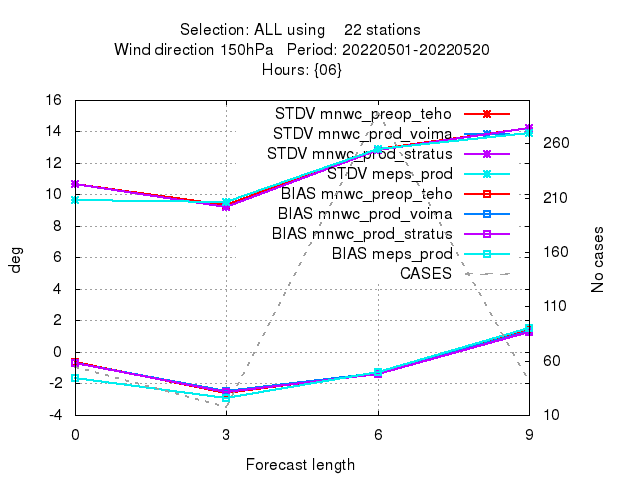 Selection: ALL using    22 stations
Wind direction 150hPa   Period: 20220501-20220520
Hours: {06}
16
14
12
10
8
6
4
2
0
-2
-4
deg
STDV mnwc_preop_teho
STDV mnwc_prod_voima
STDV mnwc_prod_stratus
STDV meps_prod
BIAS mnwc_preop_teho
BIAS mnwc_prod_voima
BIAS mnwc_prod_stratus
BIAS meps_prod
CASES
260
210
160
110
60
10
No cases
0 3 6 9
Forecast length